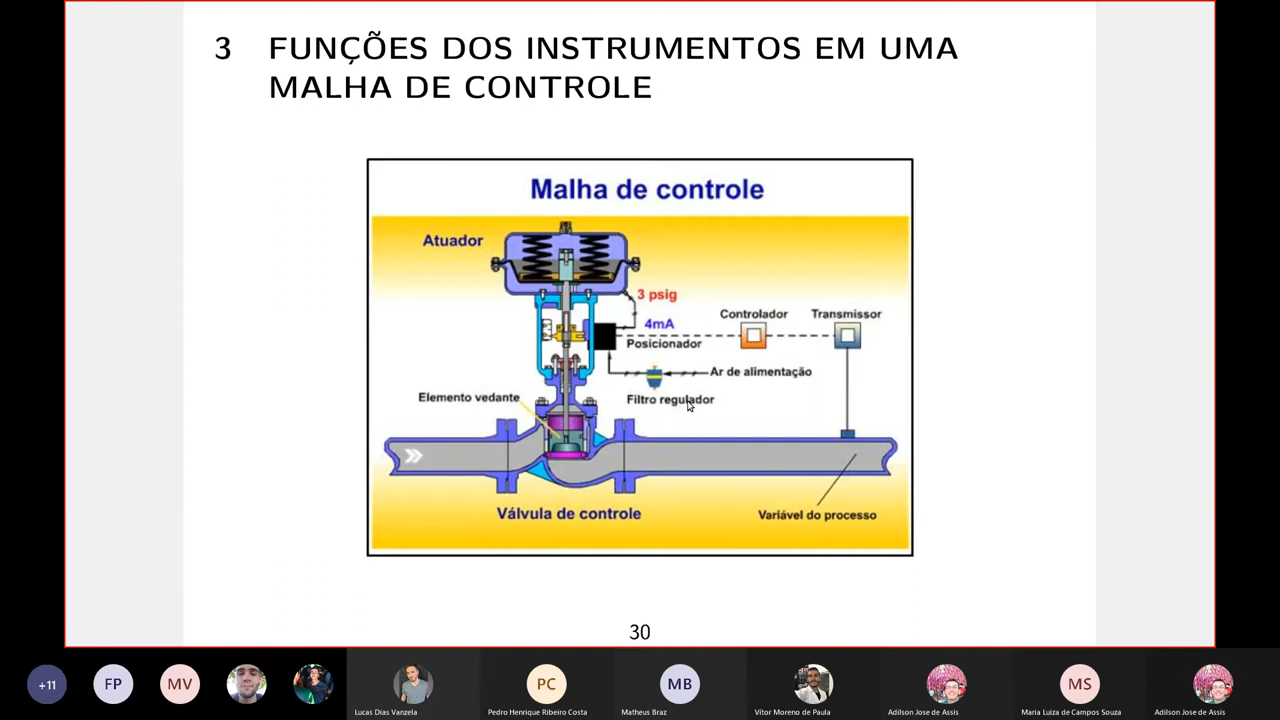 3 FUNÇÕES DOS INSTRUMENTOS EM UMA
MALHA DE CONTROLE
Malha de controle
Atuador
3 psig
4mA
Controlador
Transmissor
Posicionador
Ar de alimentação
Filtro regulador
Elemento vedante
Válvula de controle
Variável do processo
30
+11
FP
MV
PC
MB
MS
Lucas Dias Vanzela
Pedro Henrique Ribeiro Costa
Matheus Braz
Vítor Moreno de Paula
Adilson Jose de Assis
Maria Luiza de Campos Souza
Adilson Jose de Assis